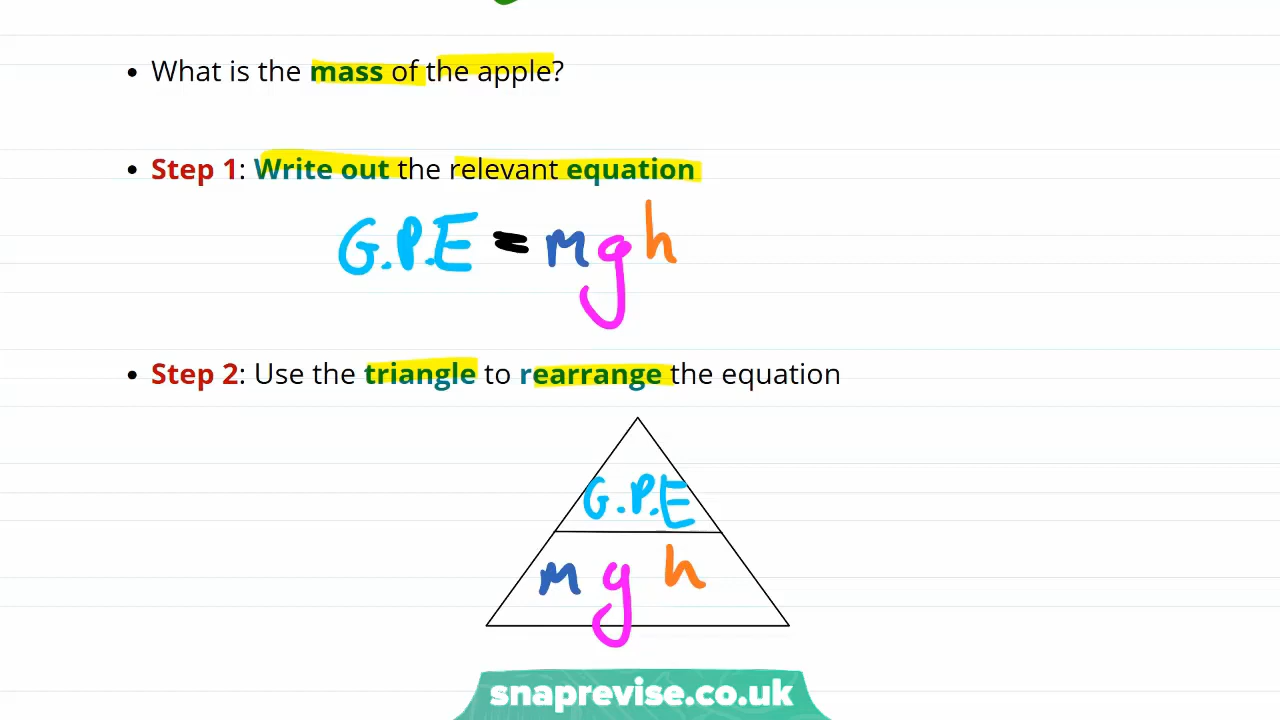 • What is the mass of the apple?
• Step 1: Write out the relevant equation
G.P.E = mgh
• Step 2: Use the triangle to rearrange the equation
G.P.E
m g h
snaprevise.co.uk